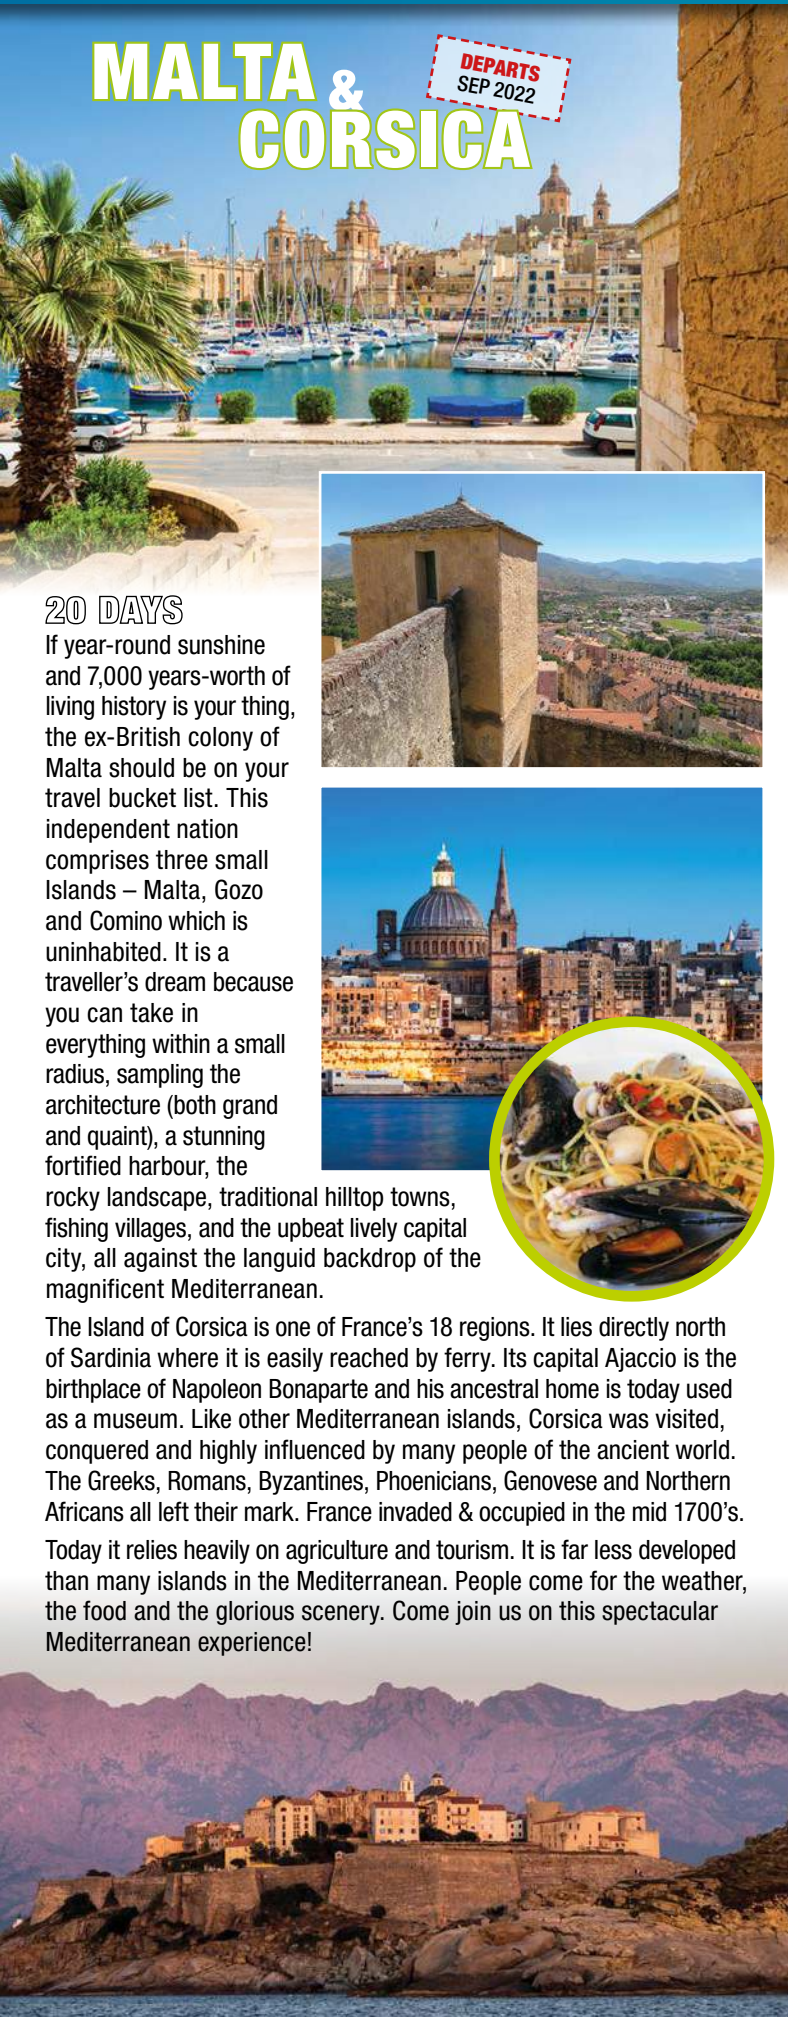 MALTA &
CORSICA
DEPARTS
SEP 2022
20 DAYS
If year-round sunshine
and 7,000 years-worth of
living history is your thing,
the ex-British colony of
Malta should be on your
travel bucket list. This
independent nation
comprises three small
Islands – Malta, Gozo
and Comino which is
uninhabited. It is a
traveller’s dream because
you can take in
everything within a small
radius, sampling the
architecture (both grand
and quaint), a stunning
fortified harbour, the
rocky landscape, traditional hilltop towns,
fishing villages, and the upbeat lively capital
city, all against the languid backdrop of the
magnificent Mediterranean.
The Island of Corsica is one of France’s 18 regions. It lies directly north
of Sardinia where it is easily reached by ferry. Its capital Ajaccio is the
birthplace of Napoleon Bonaparte and his ancestral home is today used
as a museum. Like other Mediterranean islands, Corsica was visited,
conquered and highly influenced by many people of the ancient world.
The Greeks, Romans, Byzantines, Phoenicians, Genovese and Northern
Africans all left their mark. France invaded & occupied in the mid 1700’s.
Today it relies heavily on agriculture and tourism. It is far less developed
than many islands in the Mediterranean. People come for the weather,
the food and the glorious scenery. Come join us on this spectacular
Mediterranean experience!